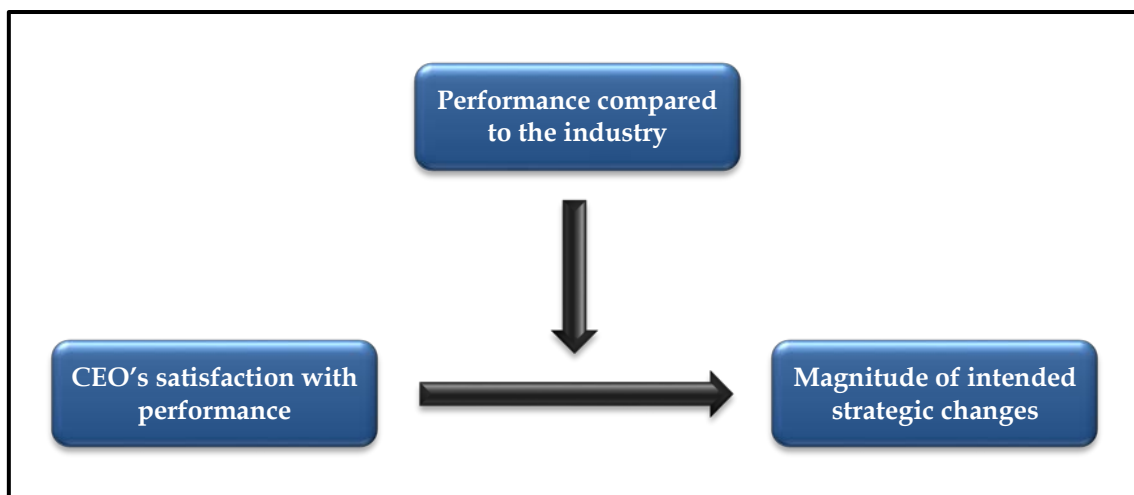 Performance compared
to the industry
CEO’s satisfaction with
performance
Magnitude of intended
strategic changes